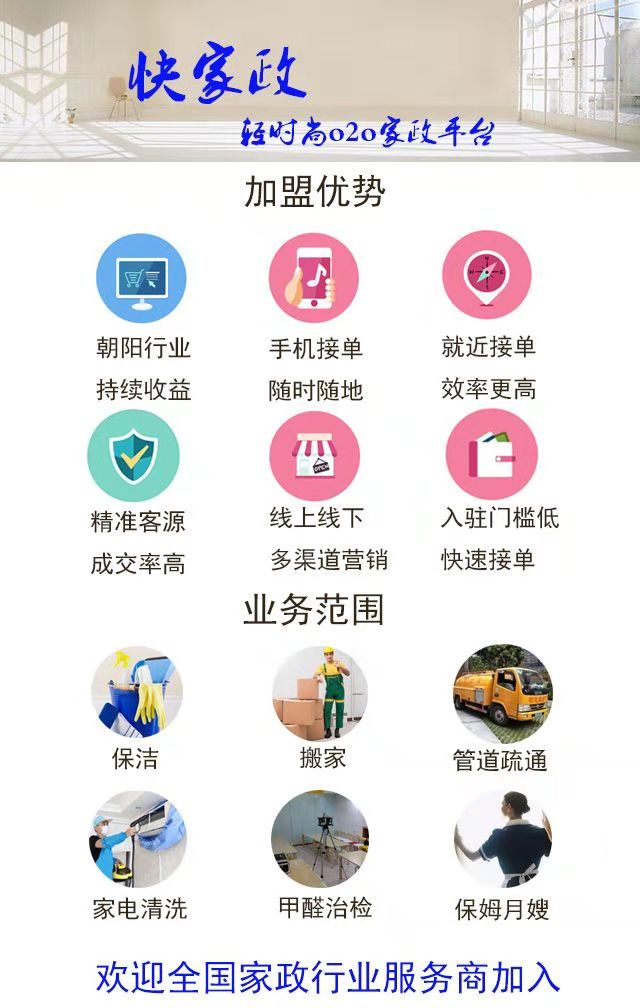 快家政
轻时尚o2o家政平台
加盟优势
朝阳行业
持续收益
手机接单
随时随地
就近接单
效率更高
精准客源
成交率高
线上线下
多渠道营销
入驻门槛低
快速接单
OPEN
业务范围
保洁
搬家
管道疏通
家电清洗
甲醛治检
保姆月嫂
欢迎全国家政行业服务商加入